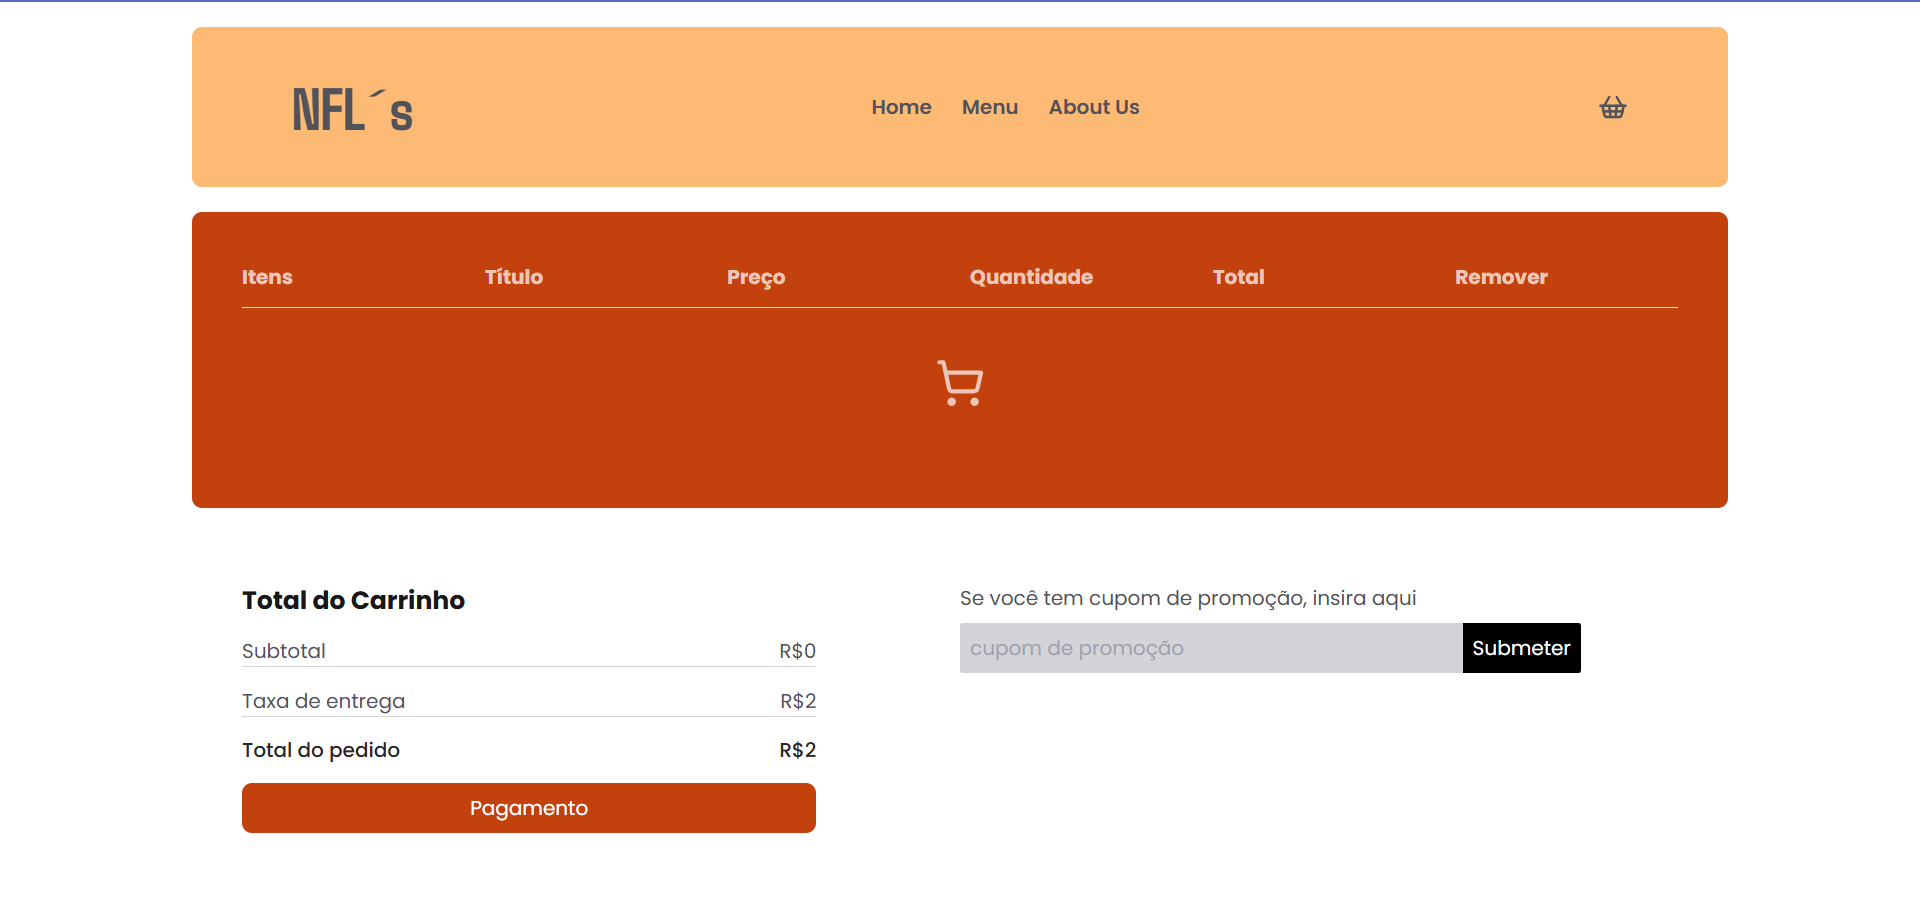 NFL´s
Home Menu About Us
Itens Título Preço Quantidade Total Remover
Total do Carrinho
Subtotal R$0
Taxa de entrega R$2
Total do pedido R$2
Pagamento
Se você tem cupom de promoção, insira aqui
cupom de promoção Submeter